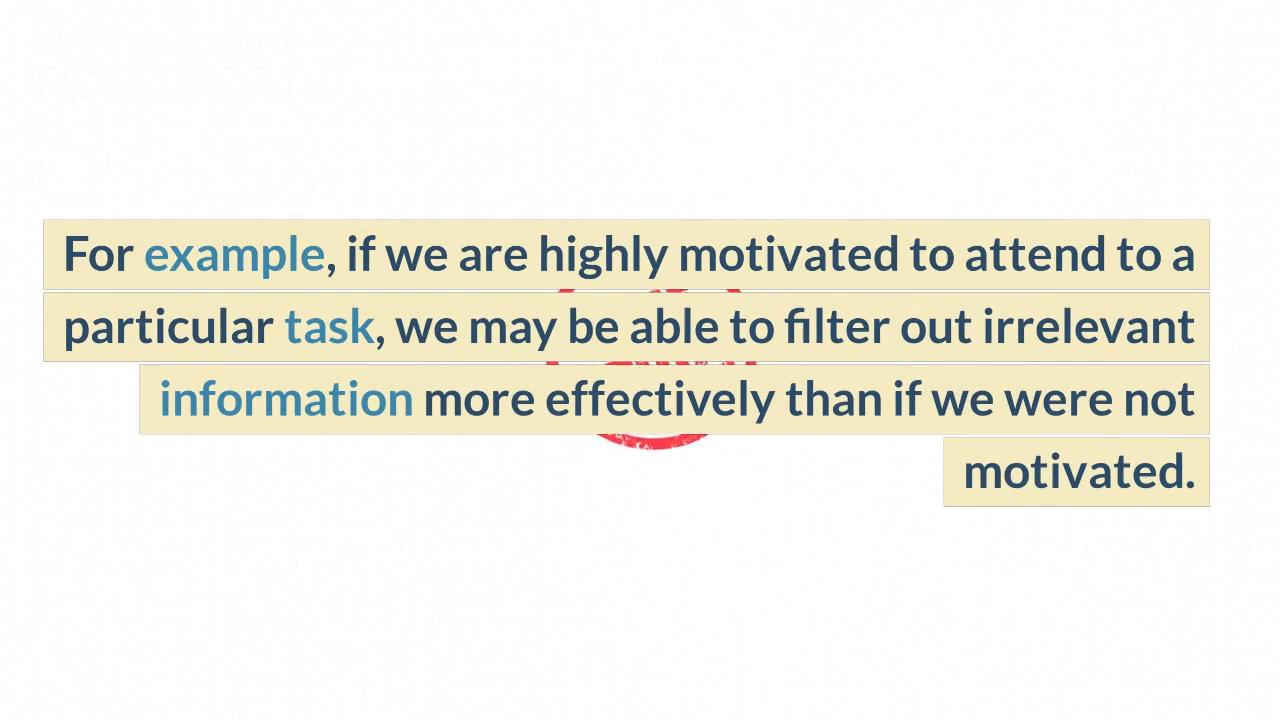 For example, if we are highly motivated to attend to a
particular task, we may be able to filter out irrelevant
information more effectively than if we were not
motivated.